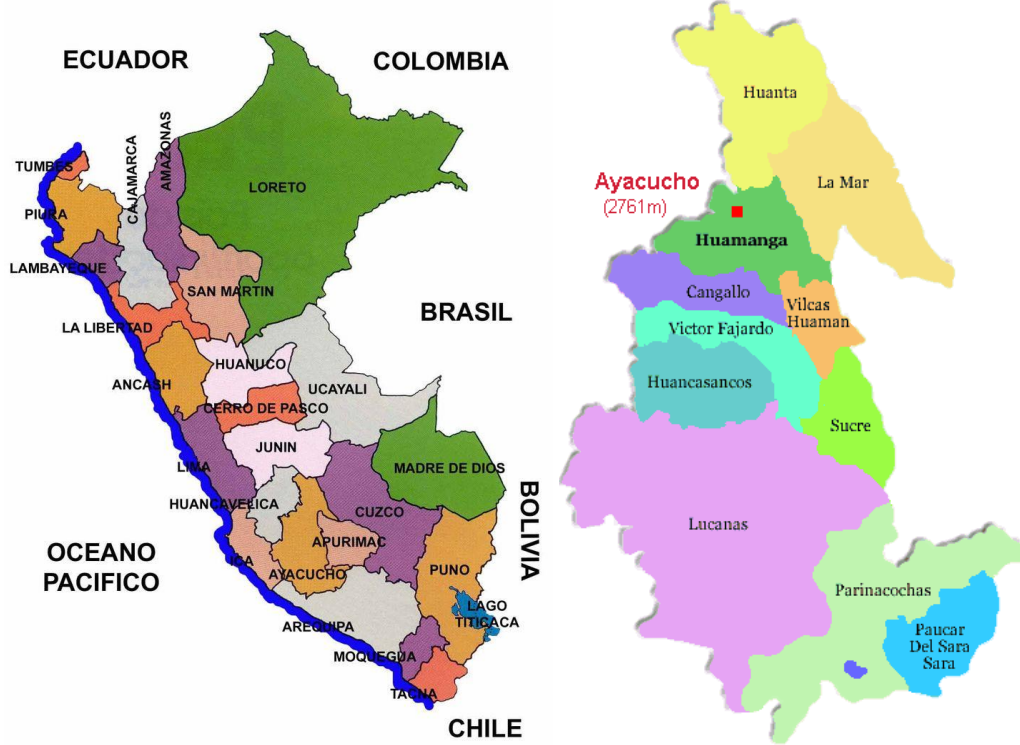 ECUADOR
COLOMBIA
TUMBES
PIURA
LAMBAYEQUE
CAJAMARCA
AMAZONAS
LORETO
SAN MARTIN
LA LIBERTAD
BRASIL
ANCASH
HUANUCO
UCAYALI
CERRO DE PASCO
LIMA
JUNIN
MADRE DE DIOS
HUANCAVELICA
CUZCO
BOLIVIA
OCEANO
PACIFICO
ICA
APURIMAC
AYACUCHO
PUNO
LAGO
TITICACA
AREQUIPA
MOQUEGUA
TACNA
CHILE
Huanta
La Mar
Ayacucho
(2761m)
Huamanga
Cangallo
Vilcas
Huaman
Victor Fajardo
Huancasancos
Sucre
Lucanas
Parinacochas
Paucar
Del Sara
Sara